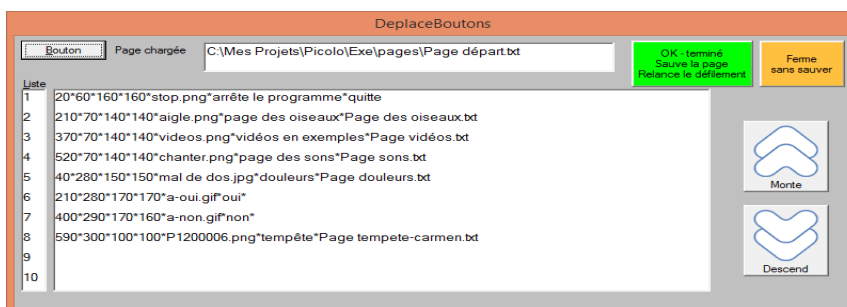 DeplaceBoutons
Bouton Page chargée C:\Mes Projets\Picolo\Exe\pages\Page départ.txt
OK - terminé
Sauve la page
Relance le défilement
Ferme
sans sauver
Liste
1 20*60*160*160*stop.png*arrête le programme*quitte
2 210*70*140*140*aigle.png*page des oiseaux*Page des oiseaux.txt
3 370*70*140*140*videos.png*vidéos en exemples*Page vidéos.txt
4 520*70*140*140*chanter.png*page des sons*Page sons.txt
5 40*280*150*150*mal de dos.jpg*douleurs*Page douleurs.txt
6 210*280*170*170*a-oui.gif*oui*
7 400*290*170*160*a-non.gif*non*
8 590*300*100*100*P1200006.png*tempête*Page tempete-carmen.txt
9
10
Monte
Descend